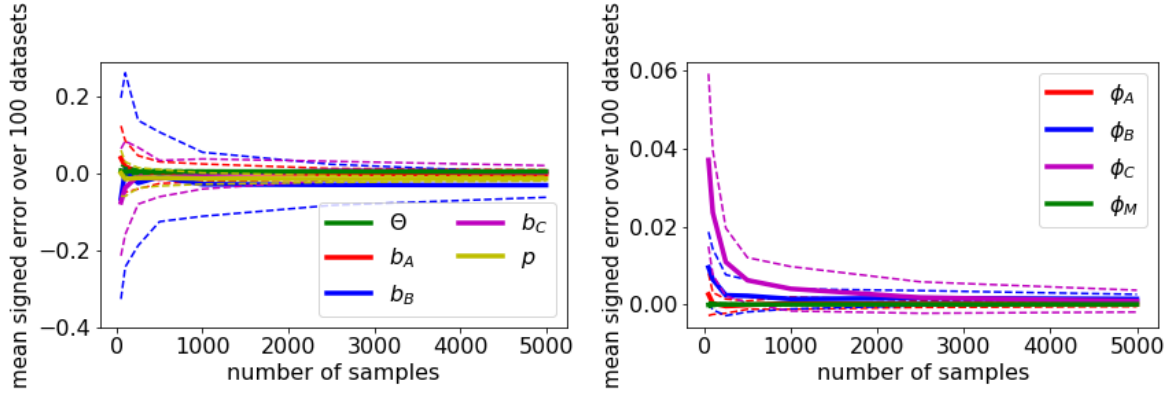 mean signed error over 100 datasets
0.2
0.0
−0.2
−0.4
0
1000
2000
3000
4000
5000
number of samples
Θ
b_A
b_B
b_C
p
mean signed error over 100 datasets
0.06
0.04
0.02
0.00
0
1000
2000
3000
4000
5000
number of samples
ϕ_A
ϕ_B
ϕ_C
ϕ_M